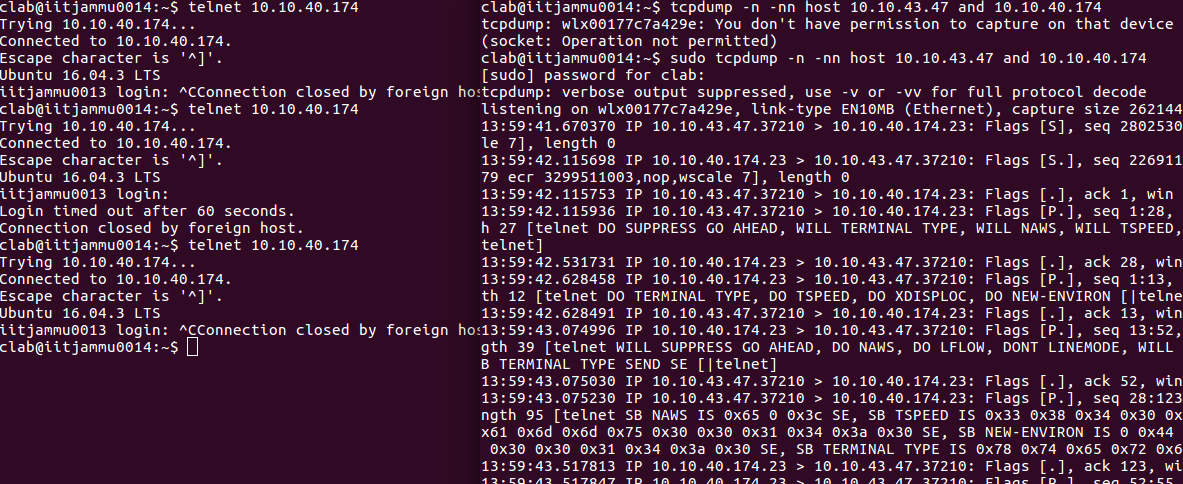 clab@iitjammu0014:~$ telnet 10.10.40.174
Trying 10.10.40.174...
Connected to 10.10.40.174.
Escape character is '^]'.
Ubuntu 16.04.3 LTS
iitjammu0013 login: ^CConnection closed by foreign hos
clab@iitjammu0014:~$ telnet 10.10.40.174
Trying 10.10.40.174...
Connected to 10.10.40.174.
Escape character is '^]'.
Ubuntu 16.04.3 LTS
iitjammu0013 login:
Login timed out after 60 seconds.
Connection closed by foreign host.
clab@iitjammu0014:~$ telnet 10.10.40.174
Trying 10.10.40.174...
Connected to 10.10.40.174.
Escape character is '^]'.
Ubuntu 16.04.3 LTS
iitjammu0013 login: ^CConnection closed by foreign hos
clab@iitjammu0014:~$
clab@iitjammu0014:~$ tcpdump -n -nn host 10.10.43.47 and 10.10.40.174
tcpdump: wlx00177c7a429e: You don't have permission to capture on that device
(socket: Operation not permitted)
clab@iitjammu0014:~$ sudo tcpdump -n -nn host 10.10.43.47 and 10.10.40.174
[sudo] password for clab:
tcpdump: verbose output suppressed, use -v or -vv for full protocol decode
listening on wlx00177c7a429e, link-type EN10MB (Ethernet), capture size 262144
13:59:41.670370 IP 10.10.43.47.37210 > 10.10.40.174.23: Flags [S], seq 2802530
le 7], length 0
13:59:42.115698 IP 10.10.40.174.23 > 10.10.43.47.37210: Flags [S.], seq 226911
79 ecr 3299511003,nop,wscale 7], length 0
13:59:42.115753 IP 10.10.43.47.37210 > 10.10.40.174.23: Flags [.], ack 1, win
13:59:42.115936 IP 10.10.43.47.37210 > 10.10.40.174.23: Flags [P.], seq 1:28,
h 27 [telnet DO SUPPRESS GO AHEAD, WILL TERMINAL TYPE, WILL NAWS, WILL TSPEED,
telnet]
13:59:42.531731 IP 10.10.40.174.23 > 10.10.43.47.37210: Flags [.], ack 28, win
13:59:42.628458 IP 10.10.40.174.23 > 10.10.43.47.37210: Flags [P.], seq 1:13,
th 12 [telnet DO TERMINAL TYPE, DO TSPEED, DO XDISPLOC, DO NEW-ENVIRON [|telne
13:59:42.628491 IP 10.10.43.47.37210 > 10.10.40.174.23: Flags [.], ack 13, win
13:59:43.074996 IP 10.10.40.174.23 > 10.10.43.47.37210: Flags [P.], seq 13:52,
gth 39 [telnet WILL SUPPRESS GO AHEAD, DO NAWS, DO LFLOW, DONT LINEMODE, WILL
B TERMINAL TYPE SEND SE [|telnet]
13:59:43.075030 IP 10.10.43.47.37210 > 10.10.40.174.23: Flags [.], ack 52, win
13:59:43.075230 IP 10.10.43.47.37210 > 10.10.40.174.23: Flags [P.], seq 28:123
ngth 95 [telnet SB NAWS IS 0x65 0 0x3c SE, SB TSPEED IS 0x33 0x38 0x34 0x30 0x
x61 0x6d 0x6d 0x75 0x30 0x30 0x31 0x34 0x3a 0x30 SE, SB NEW-ENVIRON IS 0 0x44
0x30 0x30 0x31 0x34 0x3a 0x30 SE, SB TERMINAL TYPE IS 0x78 0x74 0x65 0x72 0x6
13:59:43.517813 IP 10.10.40.174.23 > 10.10.43.47.37210: Flags [.], ack 123, wi
13:59:43.517847 IP 10.10.40.174.23 > 10.10.43.47.37210: Flags [P.], seq 52:55